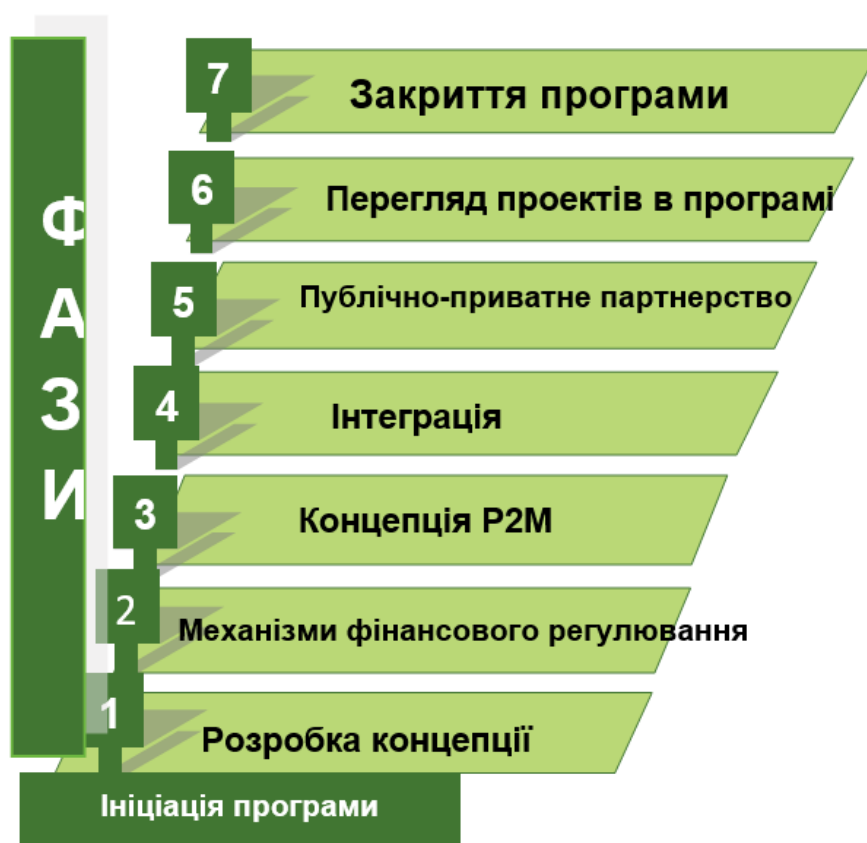 ФАЗИ
7
Закриття програми
6
Перегляд проектів в програмі
5
Публічно-приватне партнерство
4
Інтеграція
3
Концепція Р2М
2
Механізми фінансового регулювання
1
Розробка концепції
Ініціація програми